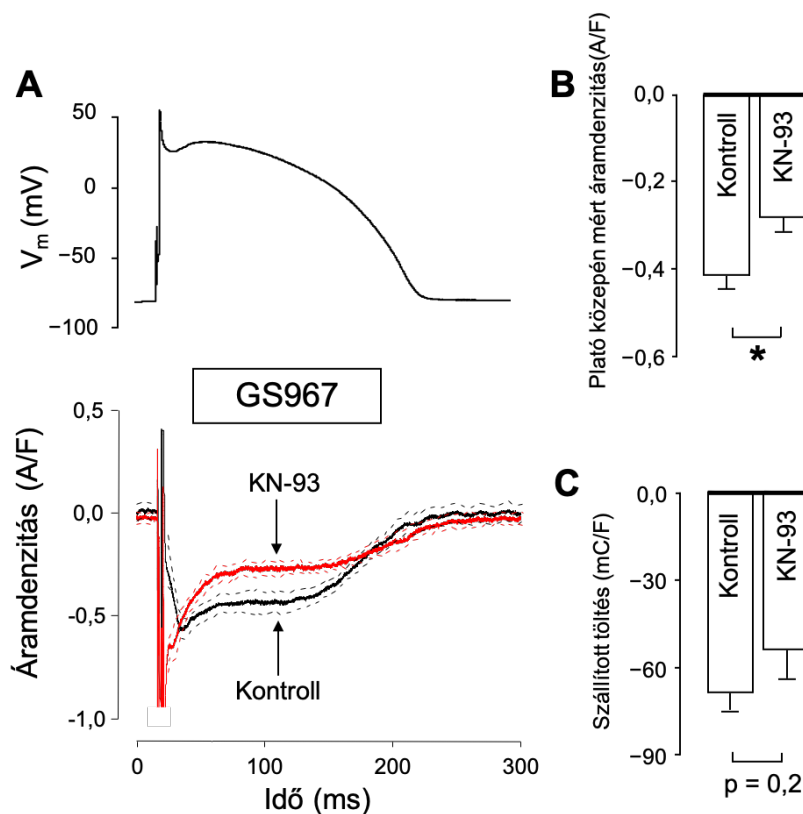 A
50
0
−50
−100
Vm (mV)
GS967
0,5
0,0
-0,5
-1,0
Áramdenzitás (A/F)
KN-93
Kontroll
0
100
200
300
Idő (ms)
B
Plató közepén mért áramdenzitás(A/F)
0,0
−0,2
−0,4
−0,6
Kontroll
KN-93
*
C
Szállított töltés (mC/F)
0,0
−30
−60
−90
Kontroll
KN-93
p = 0,2